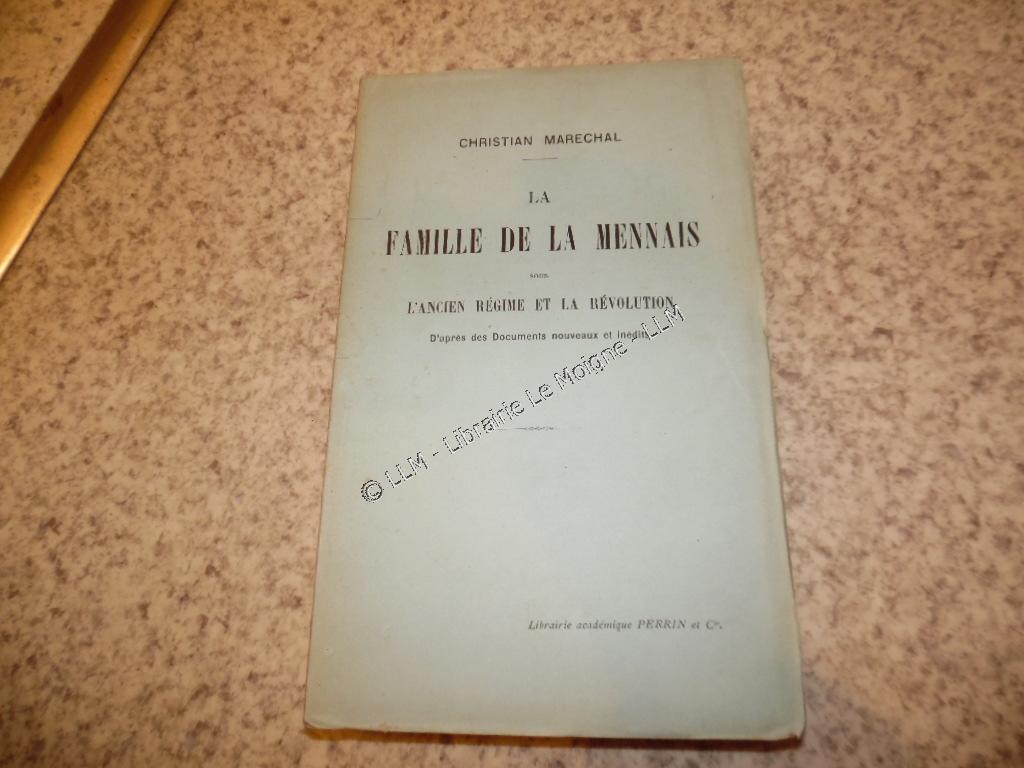 CHRISTIAN MARECHAL
LA
FAMILLE DE LA MENNAIS
SOUS
L'ANCIEN RÉGIME ET LA RÉVOLUTION
D'après des Documents nouveaux et inédits
© LLM - Librairie Le Moigne - LLM
Librairie académique PERRIN et Cie.